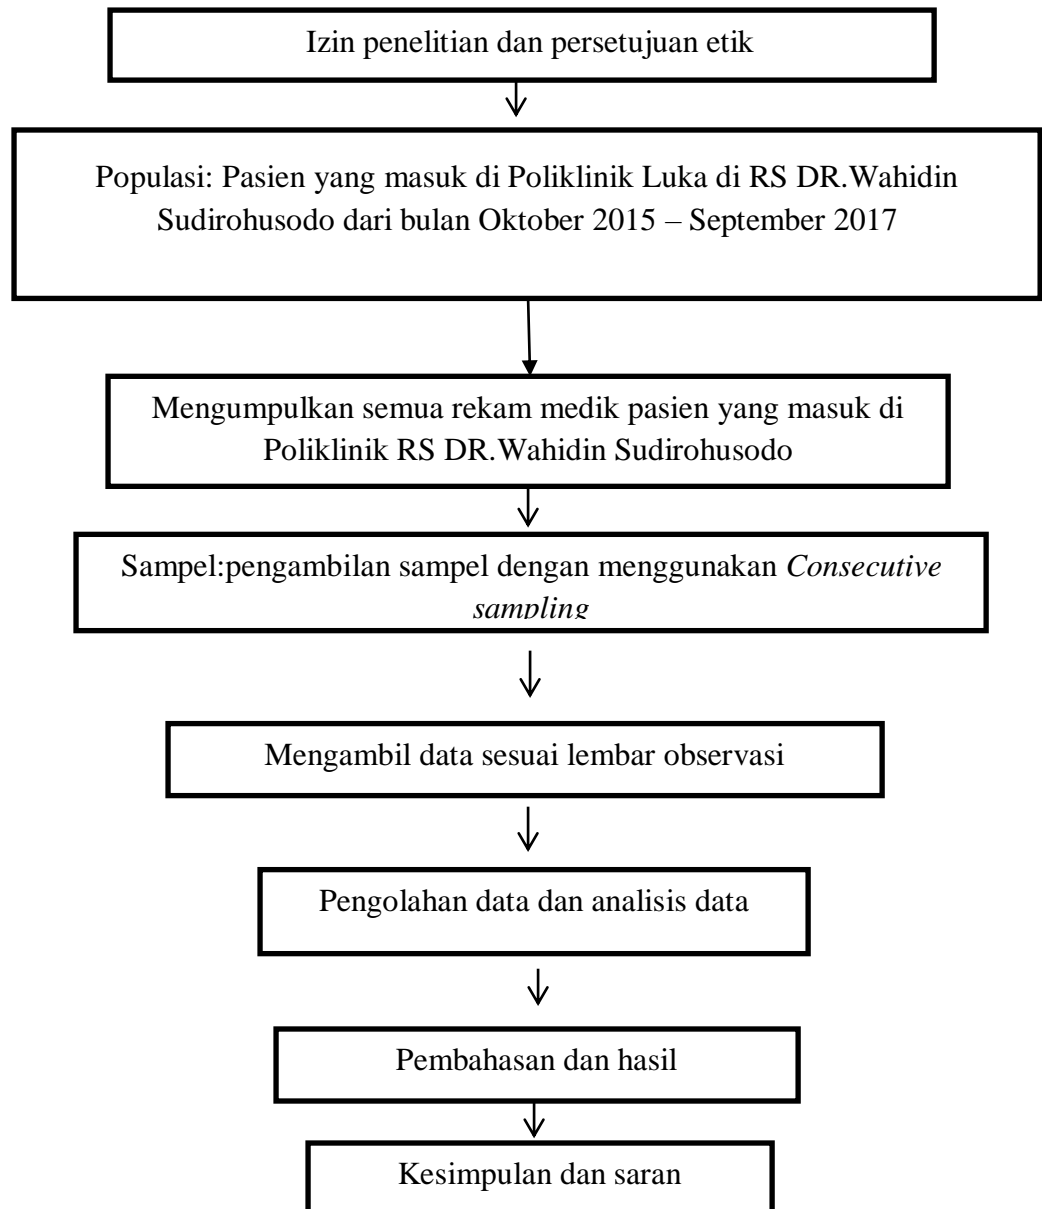 Izin penelitian dan persetujuan etik
Populasi: Pasien yang masuk di Poliklinik Luka di RS DR.Wahidin
Sudirohusodo dari bulan Oktober 2015 – September 2017
Mengumpulkan semua rekam medik pasien yang masuk di
Poliklinik RS DR.Wahidin Sudirohusodo
Sampel:pengambilan sampel dengan menggunakan Consecutive
sampling
Mengambil data sesuai lembar observasi
Pengolahan data dan analisis data
Pembahasan dan hasil
Kesimpulan dan saran